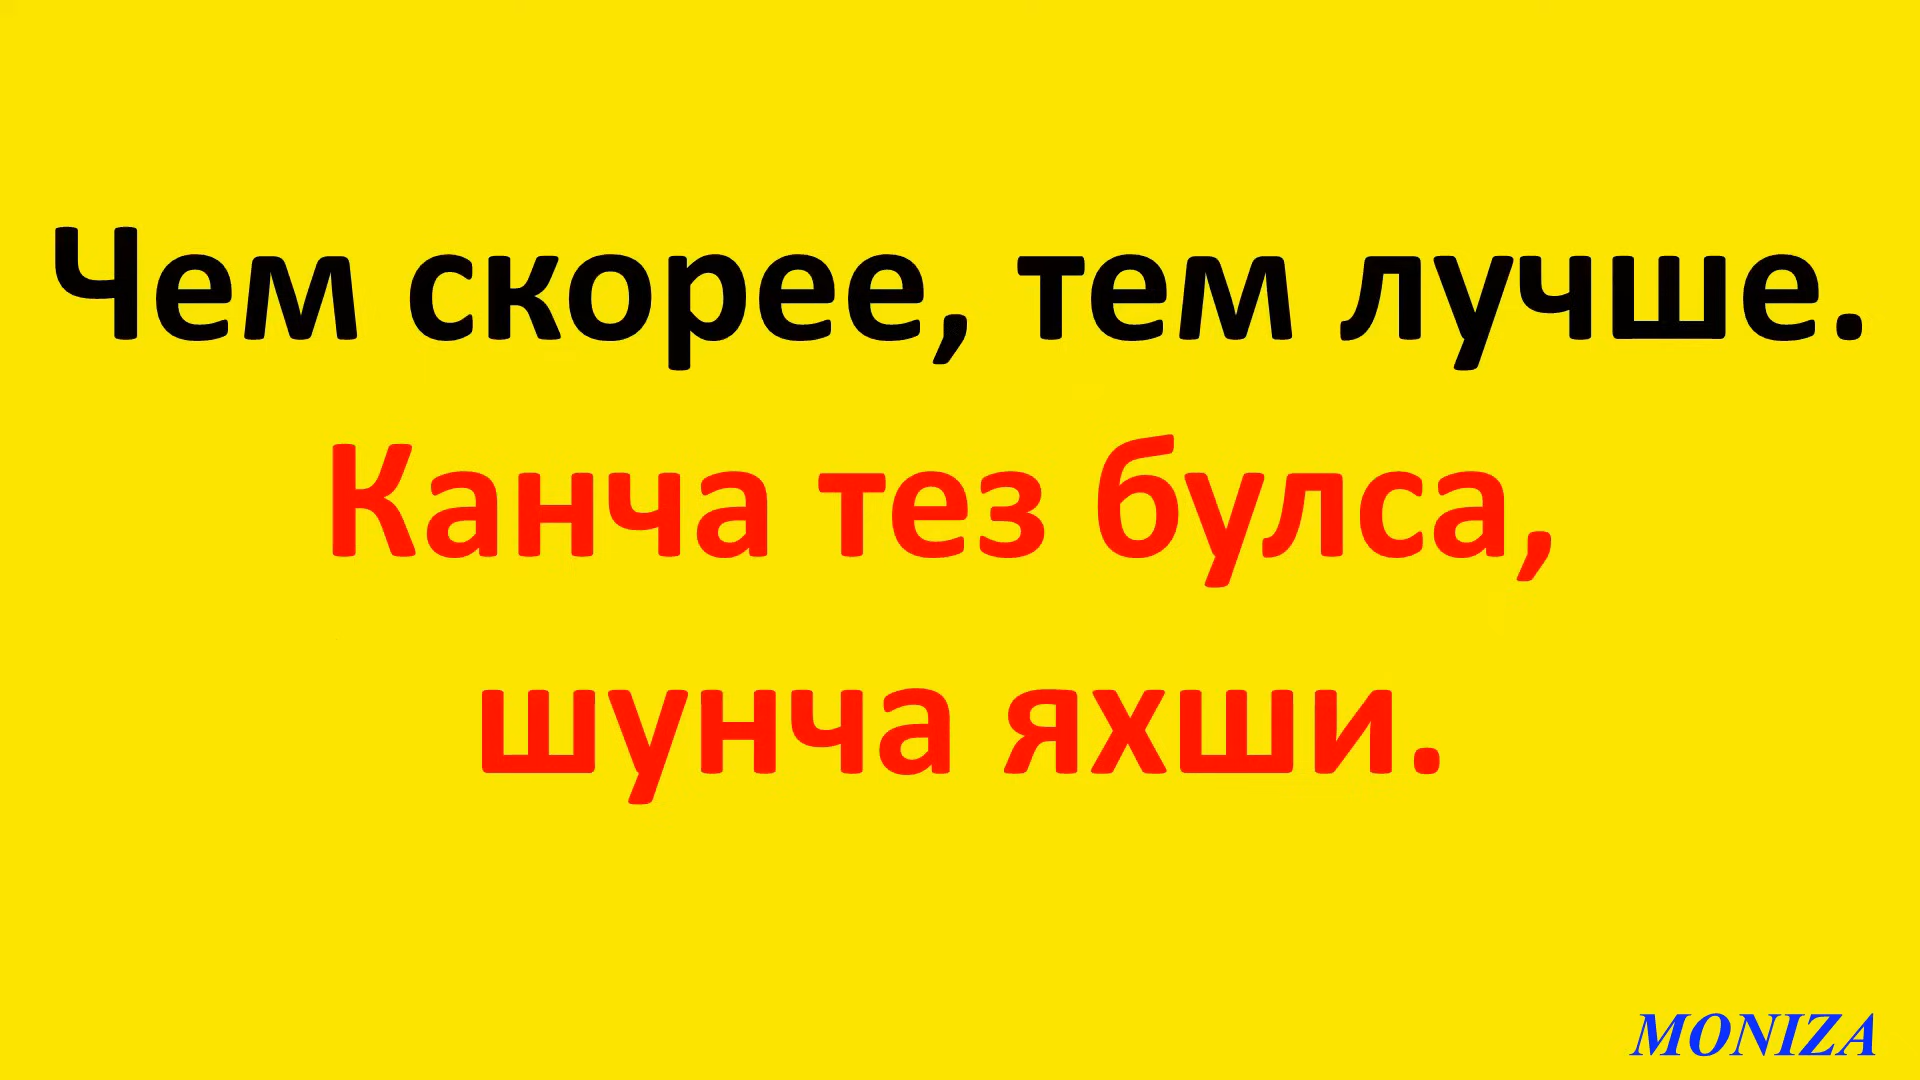 Чем скорее, тем лучше.
Канча тез булса,
шунча яхши.
MONIZA